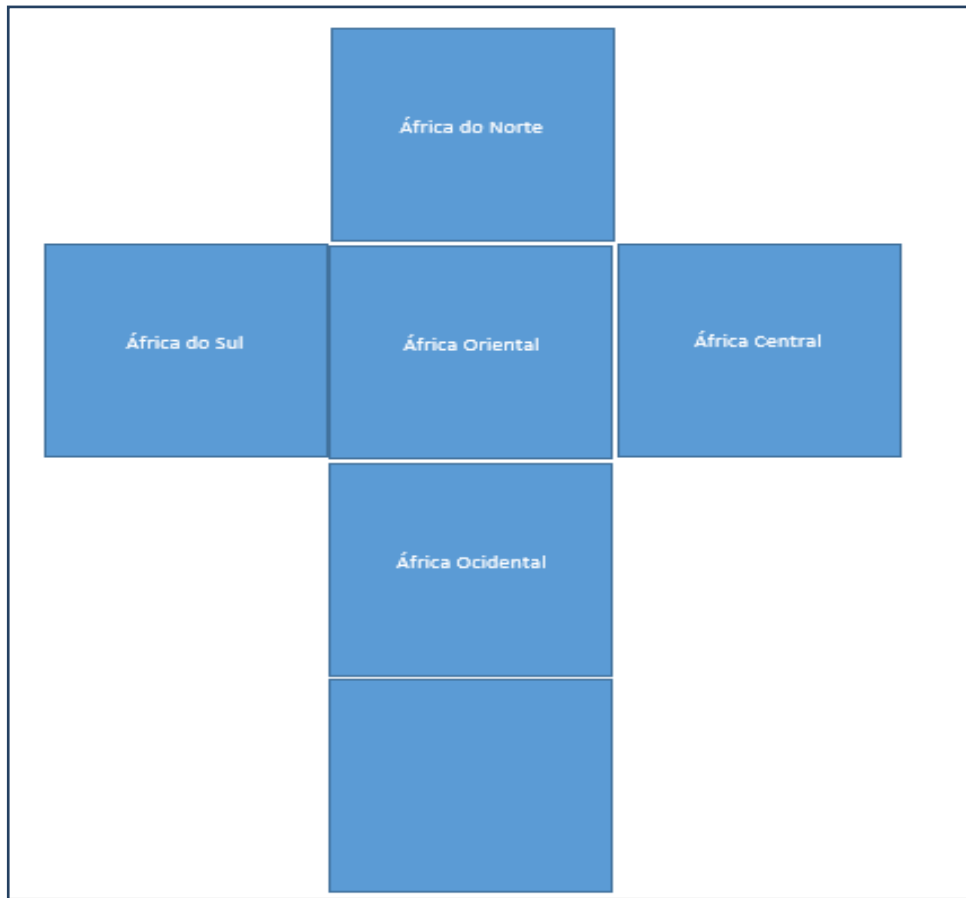 África do Norte
África do Sul
África Oriental
África Central
África Ocidental